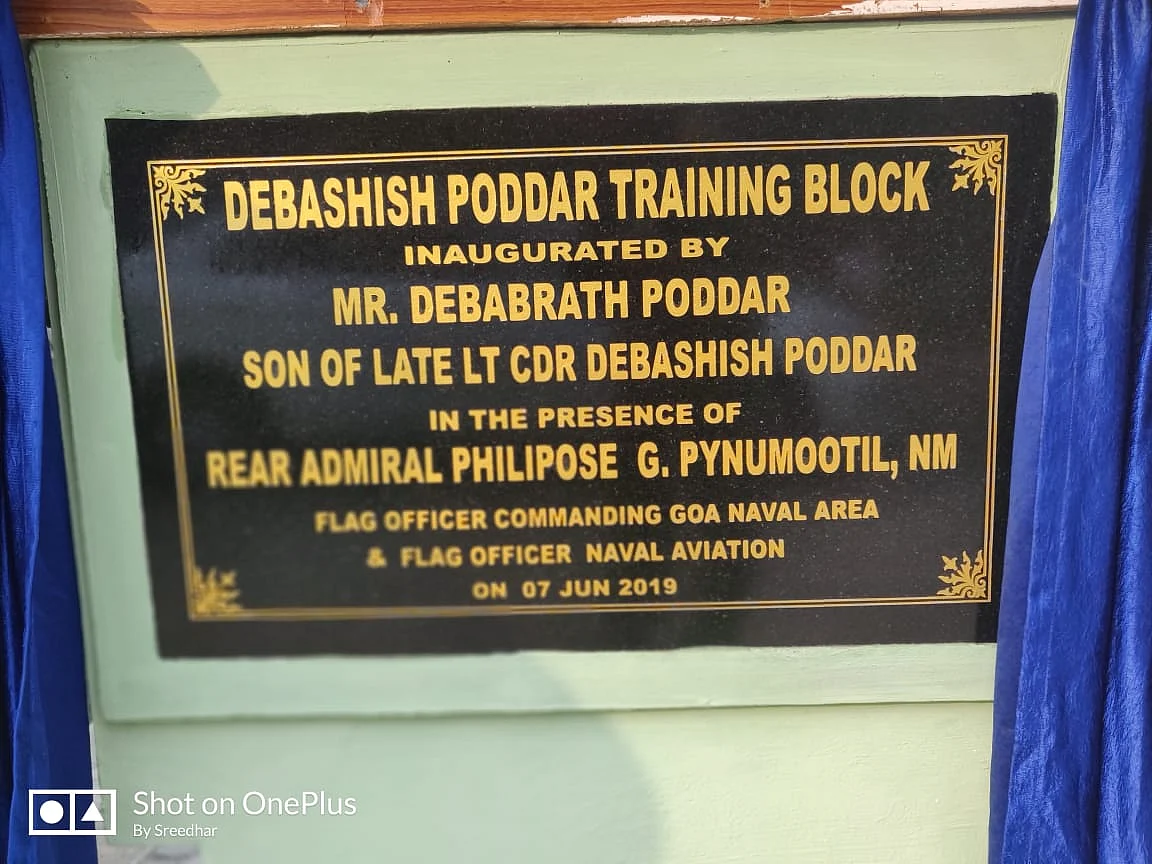 DEBASHISH PODDAR TRAINING BLOCK
INAUGURATED BY
MR. DEBABRATH PODDAR
SON OF LATE LT CDR DEBASHISH PODDAR
IN THE PRESENCE OF
REAR ADMIRAL PHILIPOSE G. PYNUMOOTIL, NM
FLAG OFFICER COMMANDING GOA NAVAL AREA
& FLAG OFFICER NAVAL AVIATION
ON 07 JUN 2019
Shot on OnePlus
By Sreedhar